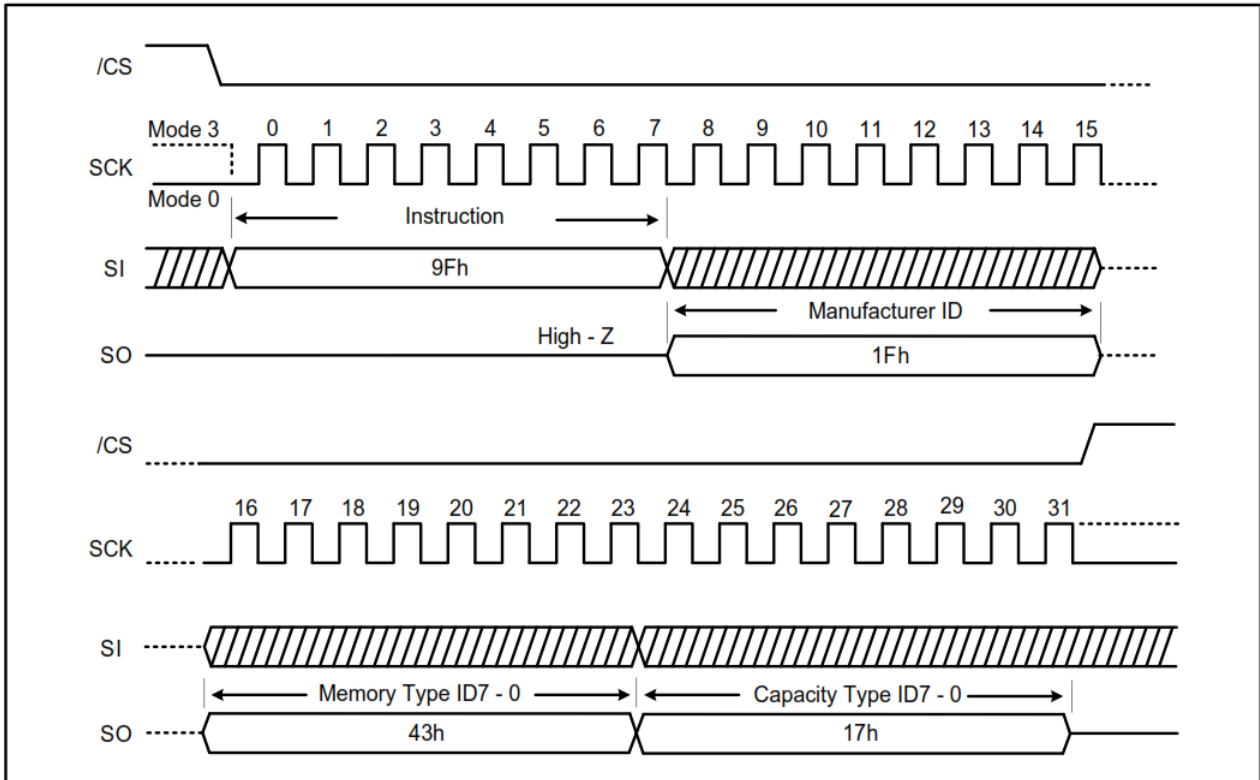 /CS
Mode 3
0 1 2 3 4 5 6 7 8 9 10 11 12 13 14 15
SCK
Mode 0
Instruction
SI
9Fh
Manufacturer ID
High - Z
SO
1Fh
/CS
16 17 18 19 20 21 22 23 24 25 26 27 28 29 30 31
SCK
SI
Memory Type ID7 - 0
Capacity Type ID7 - 0
SO
43h
17h